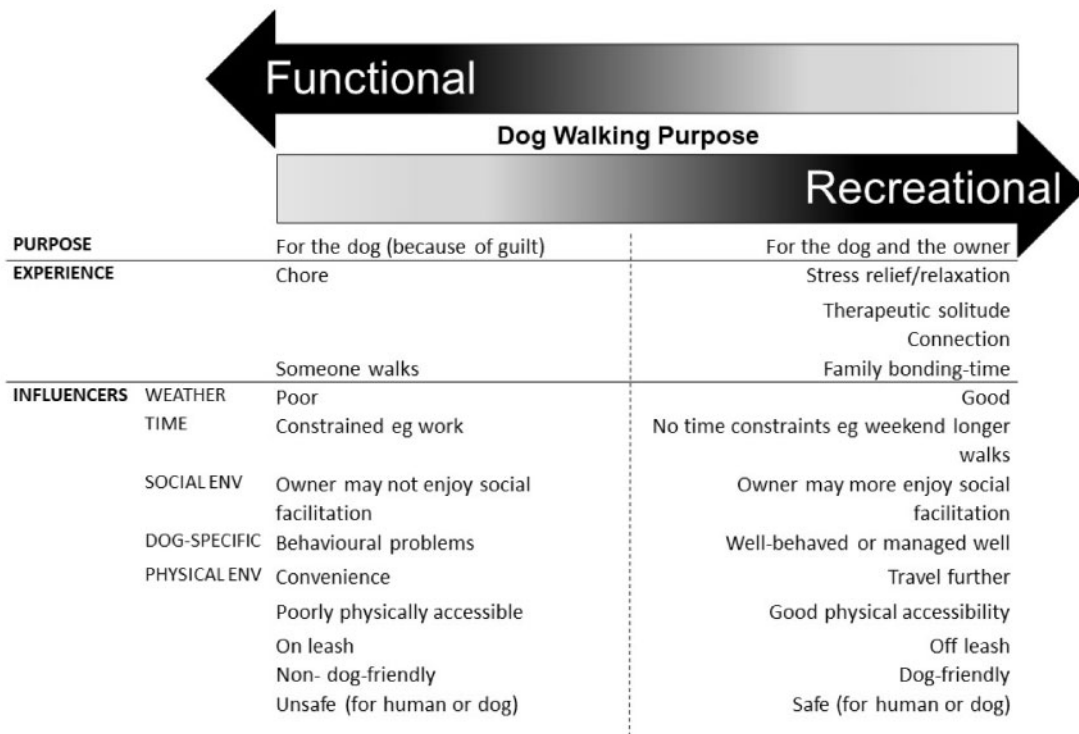 Functional
Dog Walking Purpose
Recreational
PURPOSE For the dog (because of guilt) For the dog and the owner
EXPERIENCE Chore Stress relief/relaxation
Therapeutic solitude
Connection
Someone walks Family bonding-time
INFLUENCERS WEATHER Poor Good
TIME Constrained eg work No time constraints eg weekend longer
walks
SOCIAL ENV Owner may not enjoy social Owner may more enjoy social
facilitation facilitation
DOG-SPECIFIC Behavioural problems Well-behaved or managed well
PHYSICAL ENV Convenience Travel further
Poorly physically accessible Good physical accessibility
On leash Off leash
Non- dog-friendly Dog-friendly
Unsafe (for human or dog) Safe (for human or dog)